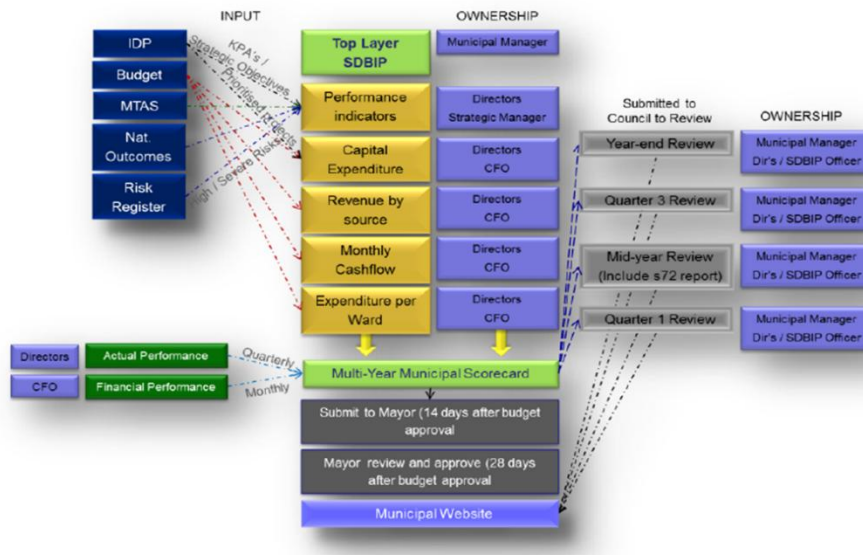 INPUT
OWNERSHIP
IDP
Budget
MTAS
Nat.
Outcomes
Risk
Register
KPA's /
Strategic Objectives
Prioritised projects
High / Severe Risks
Top Layer
SDBIP
Municipal Manager
Performance
indicators
Directors
Strategic Manager
Capital
Expenditure
Directors
CFO
Revenue by
source
Directors
CFO
Monthly
Cashflow
Directors
CFO
Expenditure per
Ward
Directors
CFO
Submitted to
Council to Review
OWNERSHIP
Year-end Review
Municipal Manager
Dir's / SDBIP Officer
Quarter 3 Review
Municipal Manager
Dir's / SDBIP Officer
Mid-year Review
(Include s72 report)
Municipal Manager
Dir's / SDBIP Officer
Quarter 1 Review
Municipal Manager
Dir's / SDBIP Officer
Directors
Actual Performance
Quarterly
CFO
Financial Performance
Monthly
Multi-Year Municipal Scorecard
Submit to Mayor (14 days after budget
approval
Mayor review and approve (28 days
after budget approval
Municipal Website